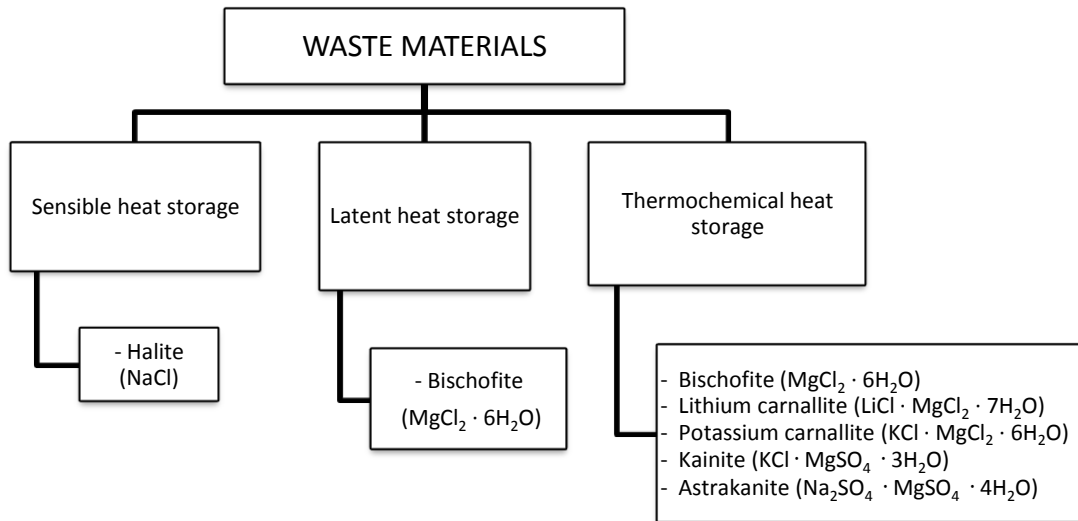 WASTE MATERIALS
Sensible heat storage
Latent heat storage
Thermochemical heat
storage
- Halite
(NaCl)
- Bischofite
(MgCl₂ · 6H₂O)
- Bischofite (MgCl₂ · 6H₂O)
- Lithium carnallite (LiCl · MgCl₂ · 7H₂O)
- Potassium carnallite (KCl · MgCl₂ · 6H₂O)
- Kainite (KCl · MgSO₄ · 3H₂O)
- Astrakanite (Na₂SO₄ · MgSO₄ · 4H₂O)